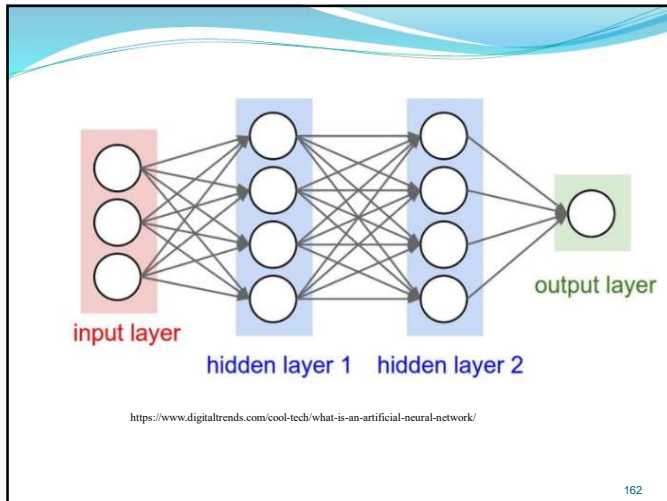 input layer
hidden layer 1
hidden layer 2
output layer
https://www.digitaltrends.com/cool-tech/what-is-an-artificial-neural-network/
162